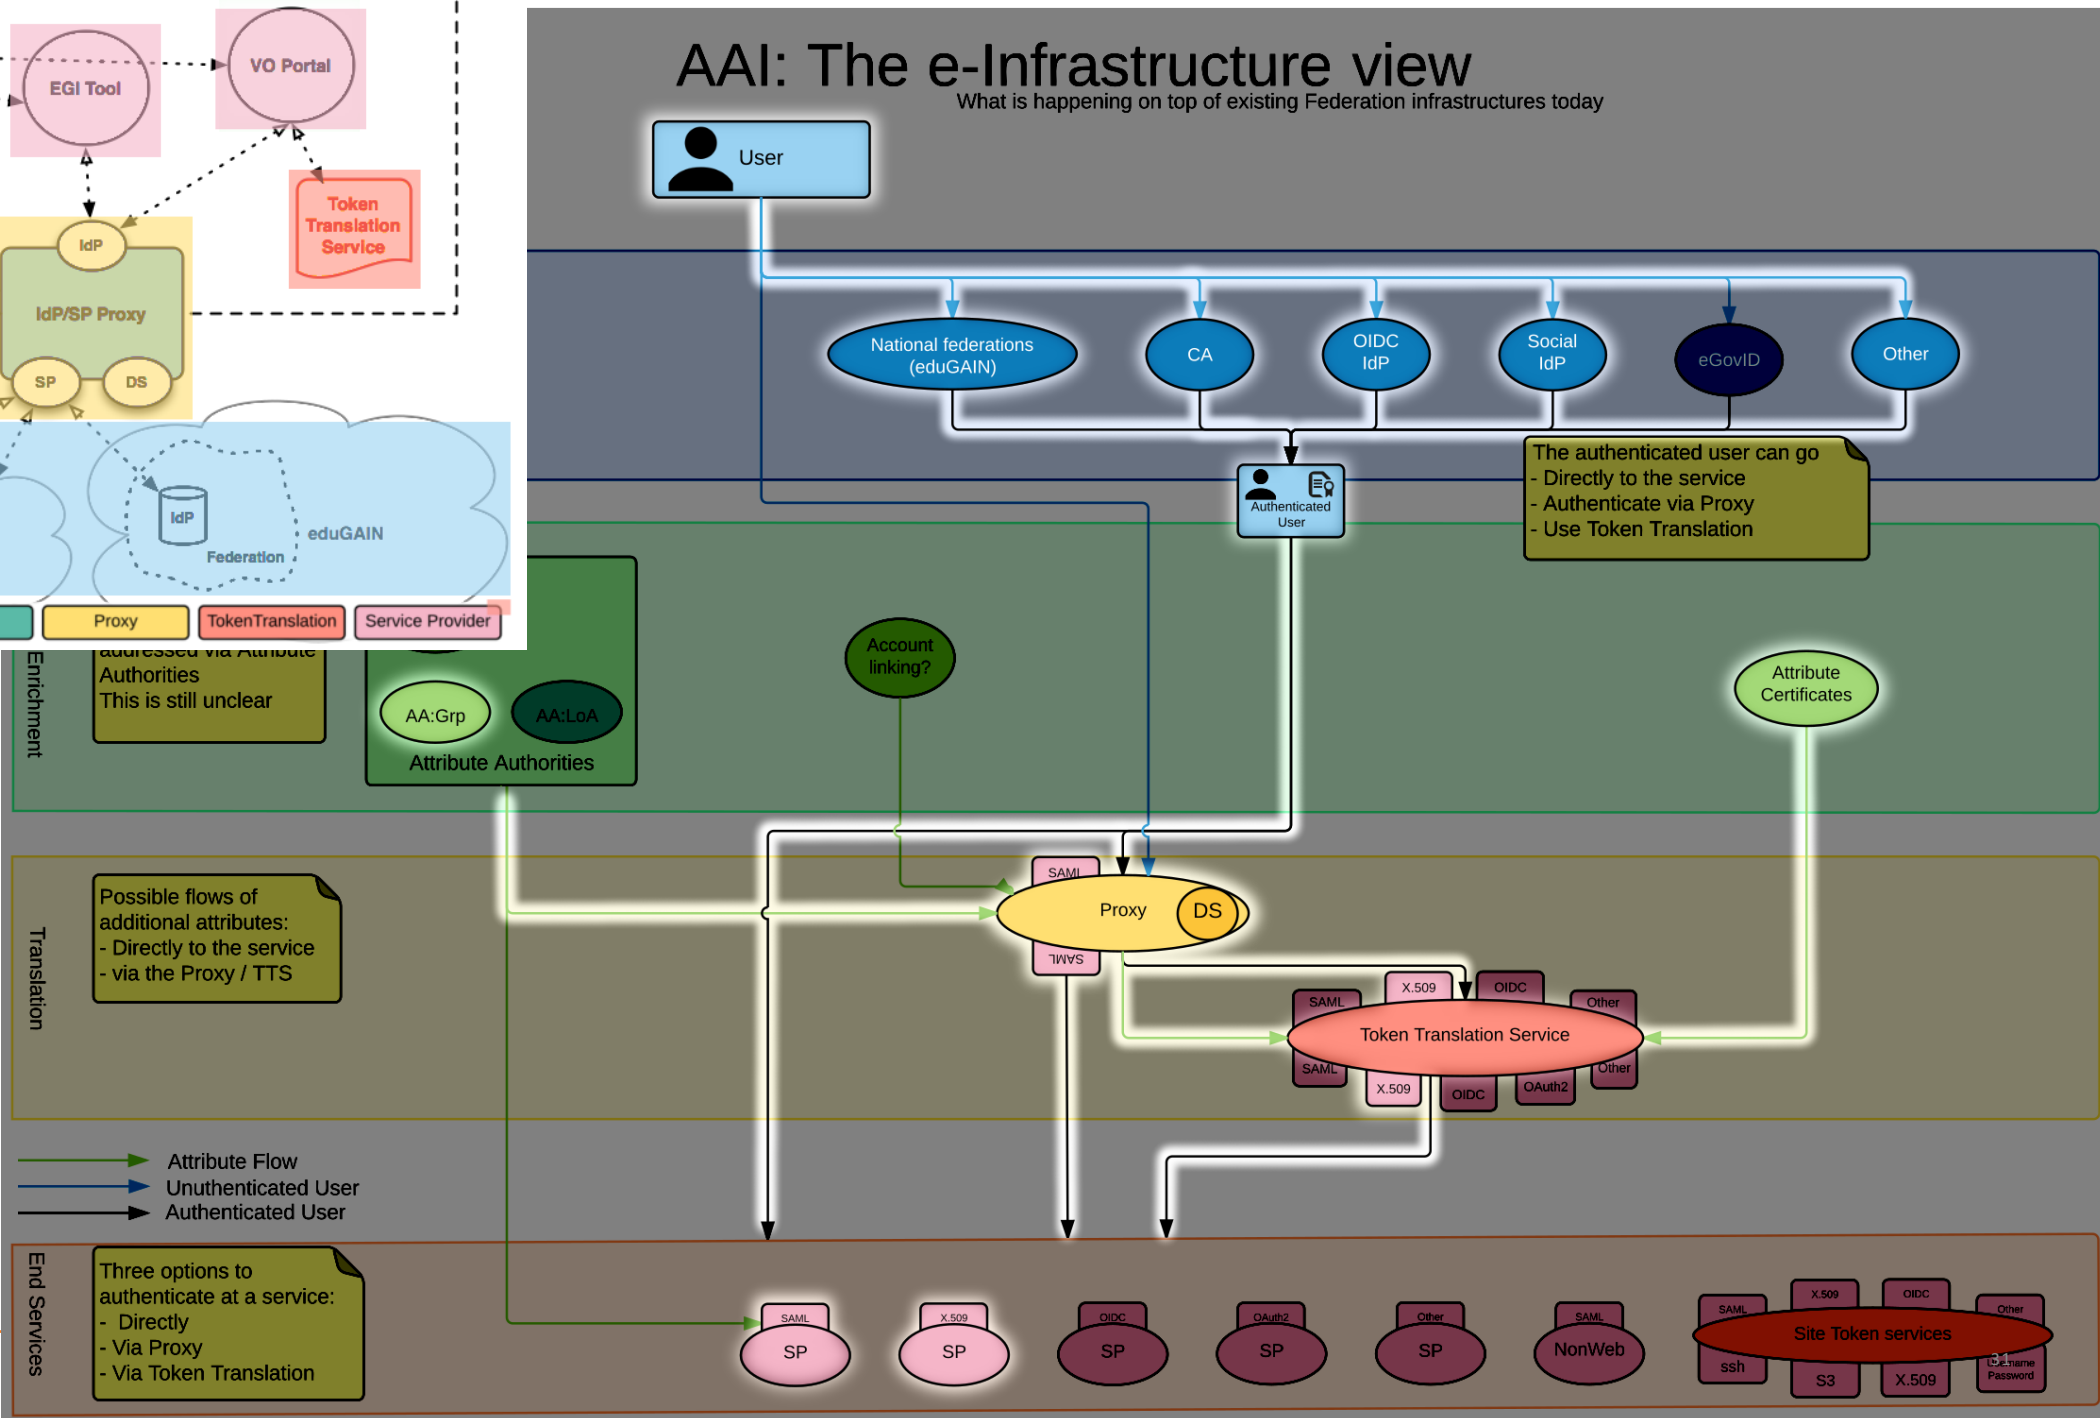 AAI: The e-Infrastructure view
What is happening on top of existing Federation infrastructures today
EGI Tool
VO Portal
Token
Translation
Service
IdP
IdP/SP Proxy
SP
DS
IdP
Federation
eduGAIN
Proxy
TokenTranslation
Service Provider
User
National federations
(eduGAIN)
CA
OIDC
IdP
Social
IdP
eGovID
Other
Authenticated
User
The authenticated user can go
- Directly to the service
- Authenticate via Proxy
- Use Token Translation
Enrichment
addressed via Attribute
Authorities
This is still unclear
AA:Grp
AA:LoA
Attribute Authorities
Account
linking?
Attribute
Certificates
Translation
Possible flows of
additional attributes:
- Directly to the service
- via the Proxy / TTS
SAML
Proxy
DS
SAML
SAML
X.509
OIDC
Other
Token Translation Service
SAML
X.509
OIDC
OAuth2
Other
Attribute Flow
Unuthenticated User
Authenticated User
End Services
Three options to
authenticate at a service:
- Directly
- Via Proxy
- Via Token Translation
SAML
SP
X.509
SP
OIDC
SP
OAuth2
SP
Other
SP
SAML
NonWeb
SAML
X.509
OIDC
Other
Site Token services
ssh
S3
X.509
Password
31